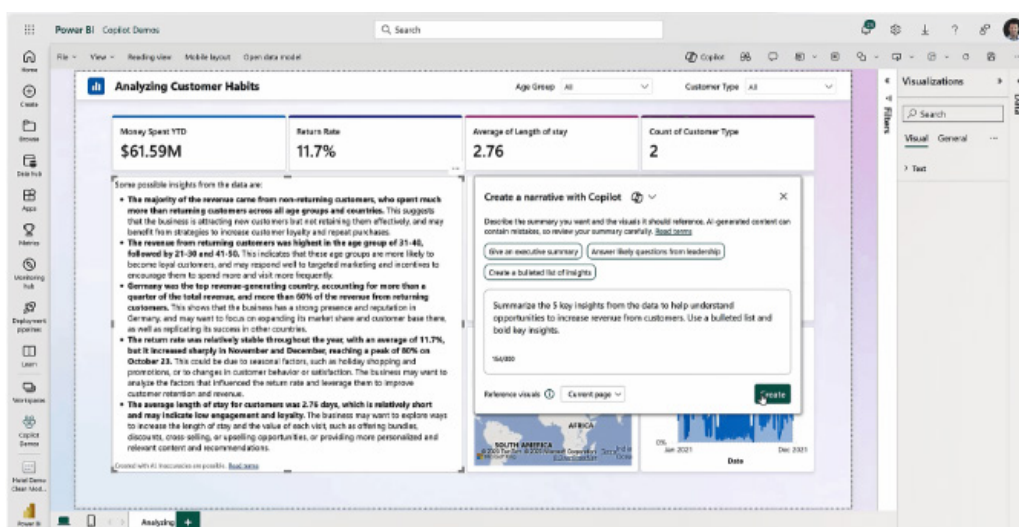 Power BI Copilot Demos
Search
File View Reading view Mobile layout Open data model
Copilot
Home
Create
Browse
Data hub
Apps
Metrics
Monitoring hub
Deployment pipelines
Learn
Workspaces
Copilot Demos
Hotel Demo Clean Mod...
Power BI
Analyzing Customer Habits
Age Group All
Customer Type All
Money Spent YTD
$61.59M
Return Rate
11.7%
Average of Length of stay
2.76
Count of Customer Type
2
Some possible insights from the data are:
• The majority of the revenue came from non-returning customers, who spent much
more than returning customers across all age groups and countries. This suggests
that the business is attracting new customers but not retaining them effectively, and may
benefit from strategies to increase customer loyalty and repeat purchases.
• The revenue from returning customers was highest in the age group of 31-40,
followed by 21-30 and 41-50. This indicates that these age groups are more likely to
become loyal customers, and may respond well to targeted marketing and incentives to
encourage them to spend more and visit more frequently.
• Germany was the top revenue-generating country, accounting for more than a
quarter of the total revenue, and more than 60% of the revenue from returning
customers. This shows that the business has a strong presence and reputation in
Germany, and may want to focus on expanding its market share and customer base there,
as well as replicating its success in other countries.
• The return rate was relatively stable throughout the year, with an average of 11.7%,
but it increased sharply in November and December, reaching a peak of 80% on
October 23. This could be due to seasonal factors, such as holiday shopping and
promotions, or to changes in customer behavior or satisfaction. The business may want to
analyze the factors that influenced the return rate and leverage them to improve
customer retention and revenue.
• The average length of stay for customers was 2.76 days, which is relatively short
and may indicate low engagement and loyalty. The business may want to explore ways
to increase the length of stay and the value of each visit, such as offering bundles,
discounts, cross-selling, or upselling opportunities, or providing more personalized and
relevant content and recommendations.
Created with AI. Inaccuracies are possible. Read terms
Create a narrative with Copilot
Describe the summary you want and the visuals it should reference. AI-generated content can
contain mistakes, so review your summary carefully. Read terms
Give an executive summary
Answer likely questions from leadership
Create a bulleted list of insights
Summarize the 5 key insights from the data to help understand
opportunities to increase revenue from customers. Use a bulleted list and
bold key insights.
Reference visuals Current page
Create
AFRICA
SOUTH AMERICA
0%
Jan 2021
Dec 2021
Date
Filters
Visualizations
Search
Visual General
Text
Data
Analyzing